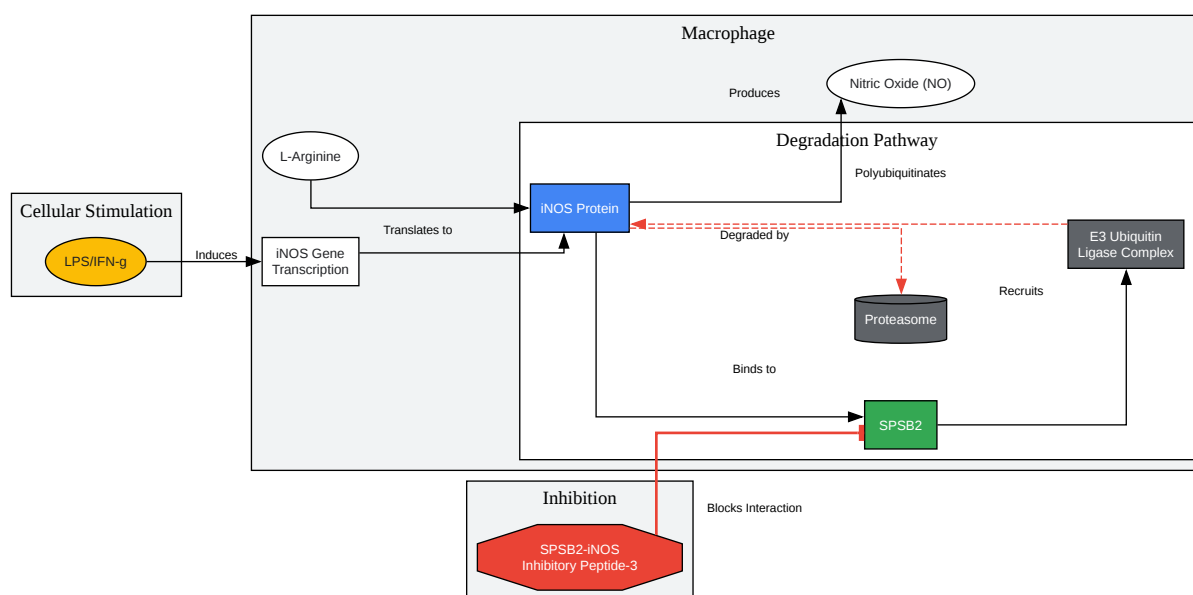 Macrophage
Nitric Oxide (NO)
Produces
Degradation Pathway
L-Arginine
Polyubiquitinates
Cellular Stimulation
iNOS Protein
Translates to
Degraded by
E3 Ubiquitin
Ligase Complex
LPS/IFN-g
Induces
iNOS Gene
Transcription
Recruits
Proteasome
Binds to
SPSB2
Inhibition
Blocks Interaction
SPSB2-iNOS
Inhibitory Peptide-3